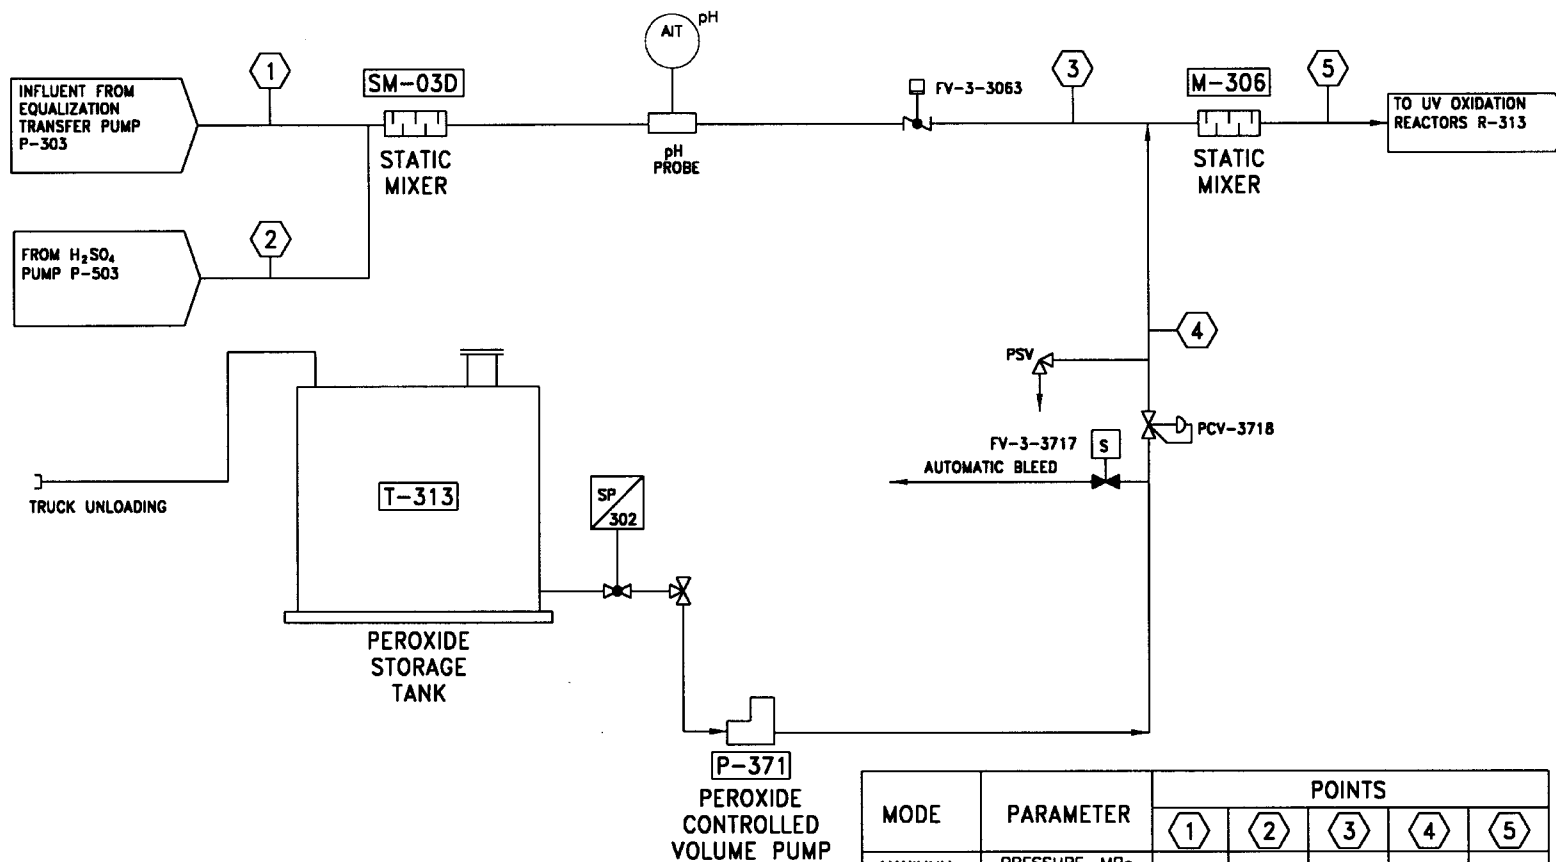 pH
AIT
1
SM-03D
FV-3-3063
3
M-306
5
INFLUENT FROM
EQUALIZATION
TRANSFER PUMP
P-303
STATIC
MIXER
pH
PROBE
STATIC
MIXER
TO UV OXIDATION
REACTORS R-313
2
FROM H₂SO₄
PUMP P-503
4
PSV
PCV-3718
FV-3-3717
S
AUTOMATIC BLEED
TRUCK UNLOADING
T-313
SP
302
PEROXIDE
STORAGE
TANK
P-371
PEROXIDE
CONTROLLED
VOLUME PUMP
MODE
PARAMETER
POINTS
1
2
3
4
5
PRESSURE, MPa